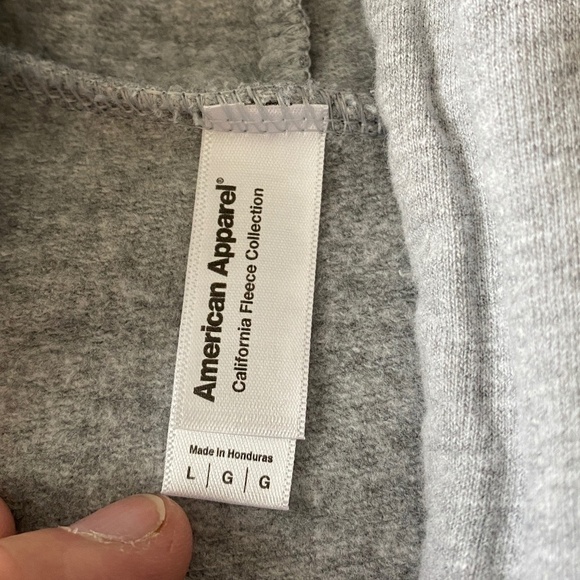 American Apparel®
California Fleece Collection
Made in Honduras
L | G | G